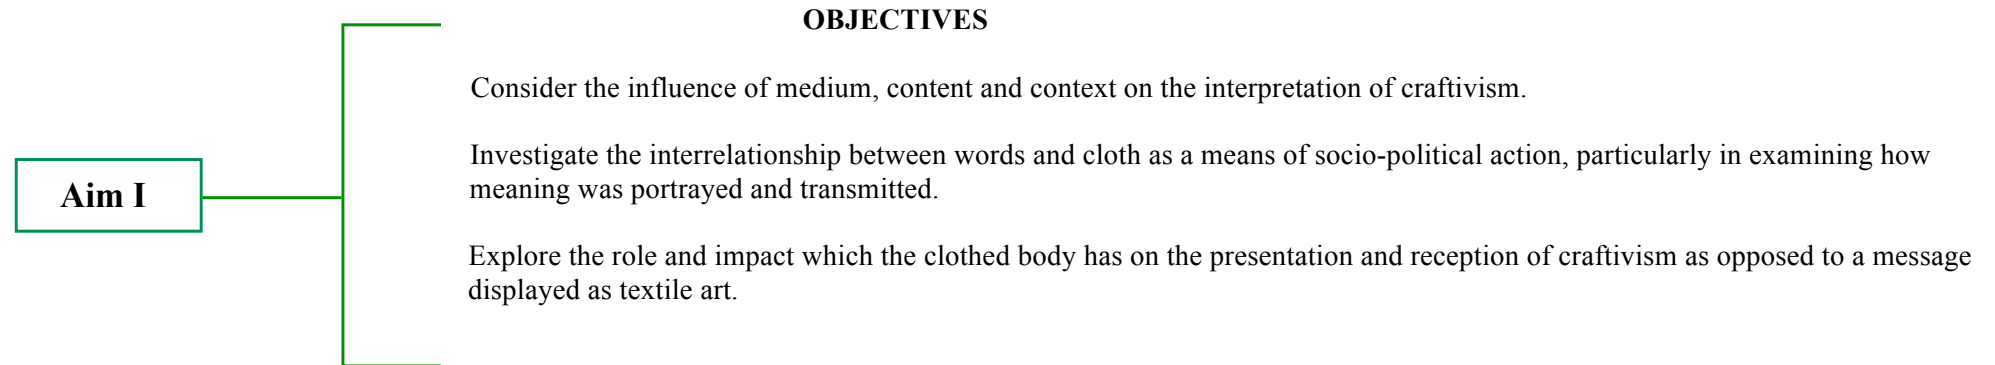 OBJECTIVES
Consider the influence of medium, content and context on the interpretation of craftivism.
Investigate the interrelationship between words and cloth as a means of socio-political action, particularly in examining how
meaning was portrayed and transmitted.
Aim I
Explore the role and impact which the clothed body has on the presentation and reception of craftivism as opposed to a message
displayed as textile art.